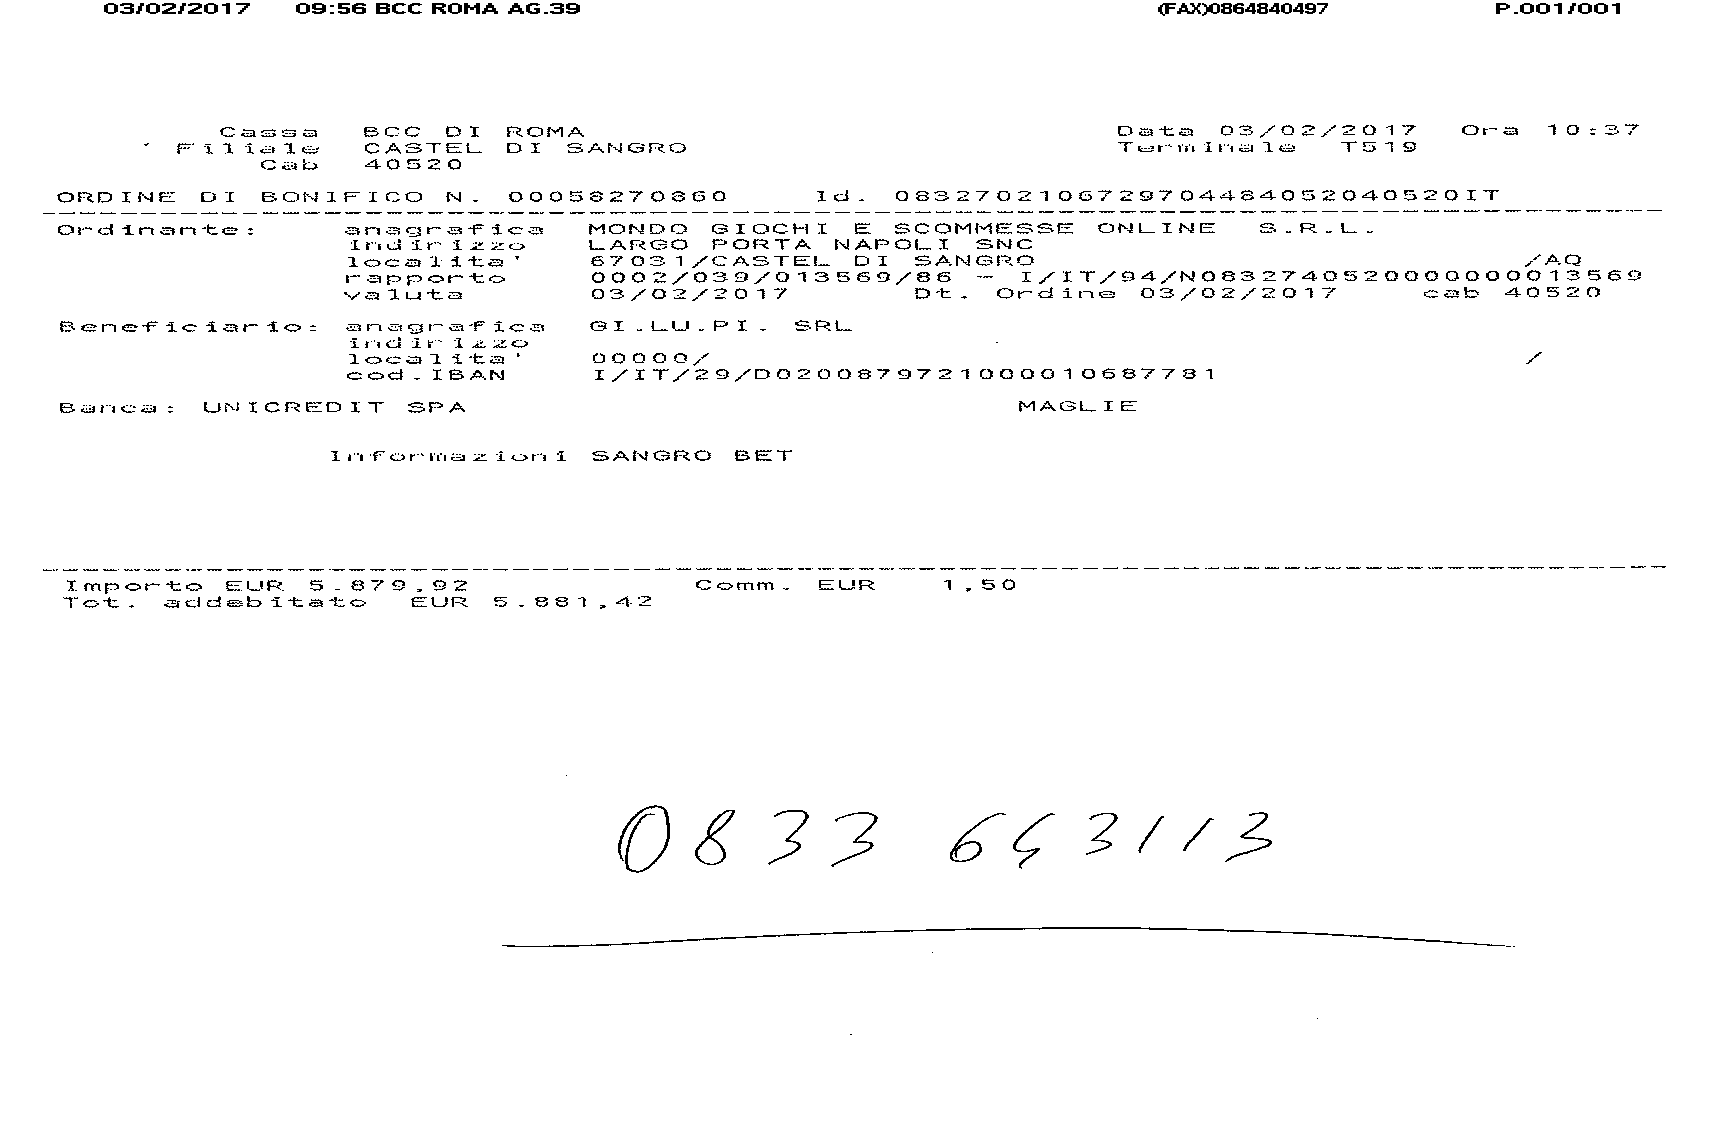 03/02/2017 09:56 BCC ROMA AG.39 (FAX)0864840497 P.001/001
Cassa BCC DI ROMA Data 03/02/2017 Ora 10:37
Filiale CASTEL DI SANGRO Terminale T519
Cab 40520
ORDINE DI BONIFICO N. 00058270860 Id. 0832702106729704484052040520IT
Ordinante: anagrafica MONDO GIOCHI E SCOMMESSE ONLINE S.R.L.
indirizzo LARGO PORTA NAPOLI SNC
localita' 67031/CASTEL DI SANGRO /AQ
rapporto 0002/039/013569/86 - I/IT/94/N0832740520000000013569
valuta 03/02/2017 Dt. Ordine 03/02/2017 cab 40520
Beneficiario: anagrafica GI.LU.PI. SRL
indirizzo
localita' 00000/ /
cod.IBAN I/IT/29/D0200879721000010687781
Banca: UNICREDIT SPA MAGLIE
Informazioni SANGRO BET
Importo EUR 5.879,92 Comm. EUR 1,50
Tot. addebitato EUR 5.881,42
0833 643113